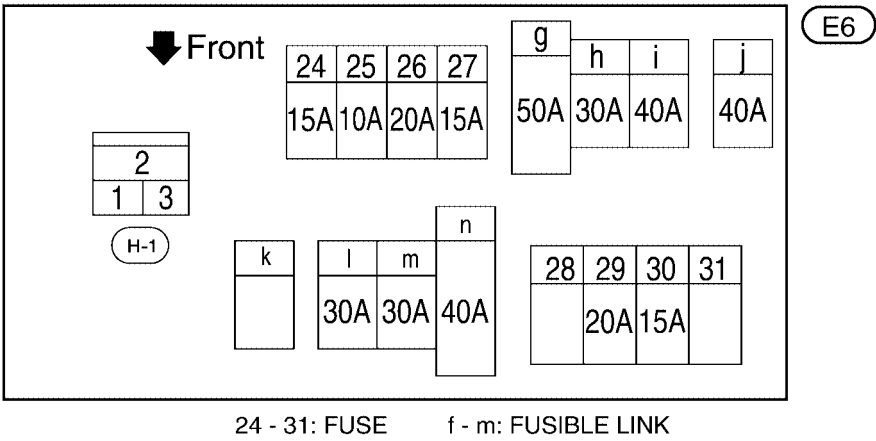 E6
Front
24 25 26 27
15A 10A 20A 15A
g h i j
50A 30A 40A 40A
2
1 3
H-1
k l m n
30A 30A 40A
28 29 30 31
20A 15A
24 - 31: FUSE f - m: FUSIBLE LINK